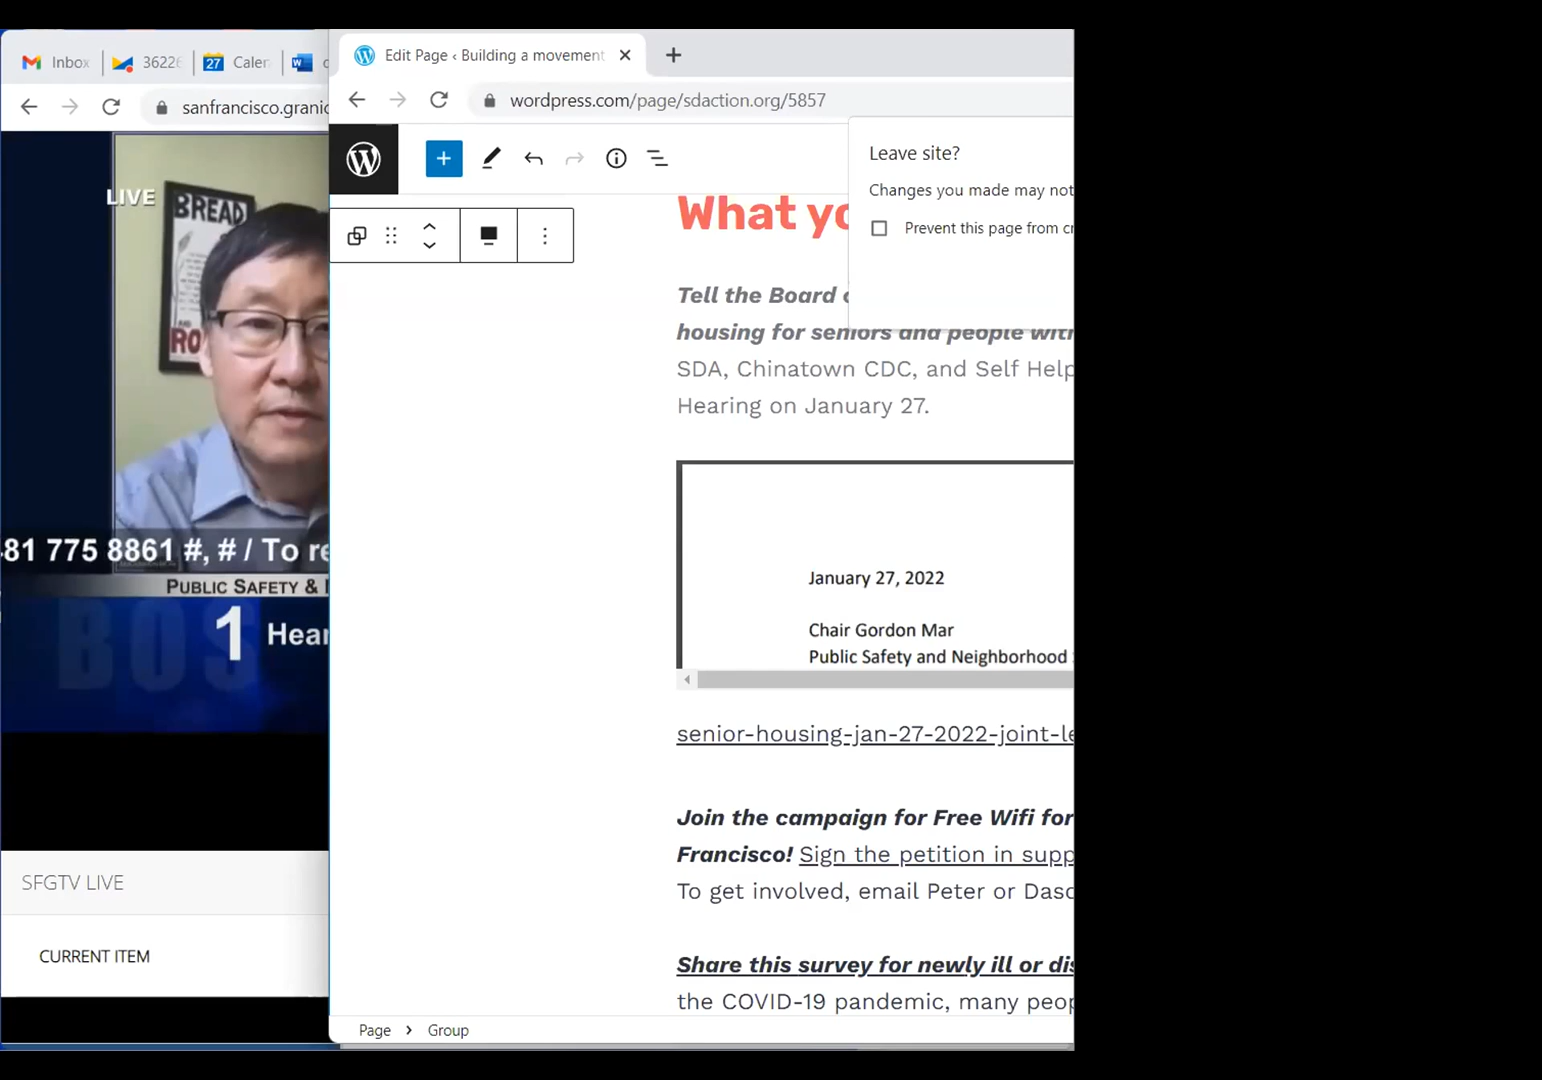 Inbox
3622
Calen
sanfrancisco.granic
LIVE
BREAD
AND
RO
81 775 8861 #, # / To re
PUBLIC SAFETY &
BOS
1 Hear
SFGTV LIVE
CURRENT ITEM
Edit Page ‹ Building a movement
wordpress.com/page/sdaction.org/5857
Leave site?
Changes you made may not
Prevent this page from cr
What yo
Tell the Board o
housing for seniors and people with
SDA, Chinatown CDC, and Self Help
Hearing on January 27.
January 27, 2022
Chair Gordon Mar
Public Safety and Neighborhood
senior-housing-jan-27-2022-joint-le
Join the campaign for Free Wifi for
Francisco! Sign the petition in supp
To get involved, email Peter or Dasc
Share this survey for newly ill or dis
the COVID-19 pandemic, many peop
Page › Group